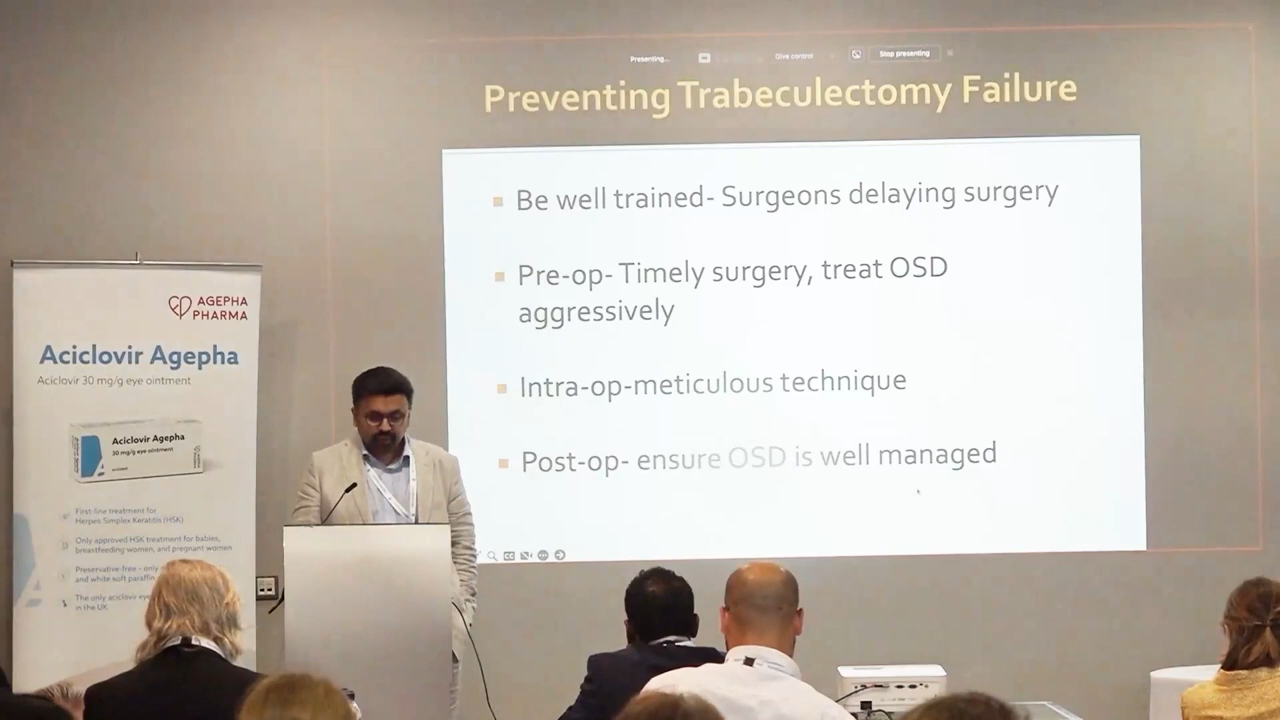 Presenting...
Give control
Stop presenting
Preventing Trabeculectomy Failure
Be well trained- Surgeons delaying surgery
Pre-op- Timely surgery, treat OSD
aggressively
Intra-op-meticulous technique
Post-op- ensure OSD is well managed
AGEPHA
PHARMA
Aciclovir Agepha
Aciclovir 30 mg/g eye ointment
Aciclovir Agepha
30 mg/g eye ointment
First-line treatment for
Herpes Simplex Keratitis (HSK)
Only approved HSK treatment for babies,
breastfeeding women, and pregnant women
Preservative-free - only
and white soft paraffin
The only aciclovir eye
in the UK